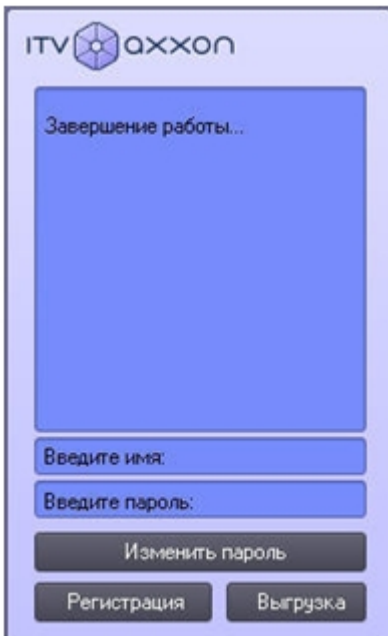 ITV AXXON
Завершение работы...
Введите имя:
Введите пароль:
Изменить пароль
Регистрация Выгрузка